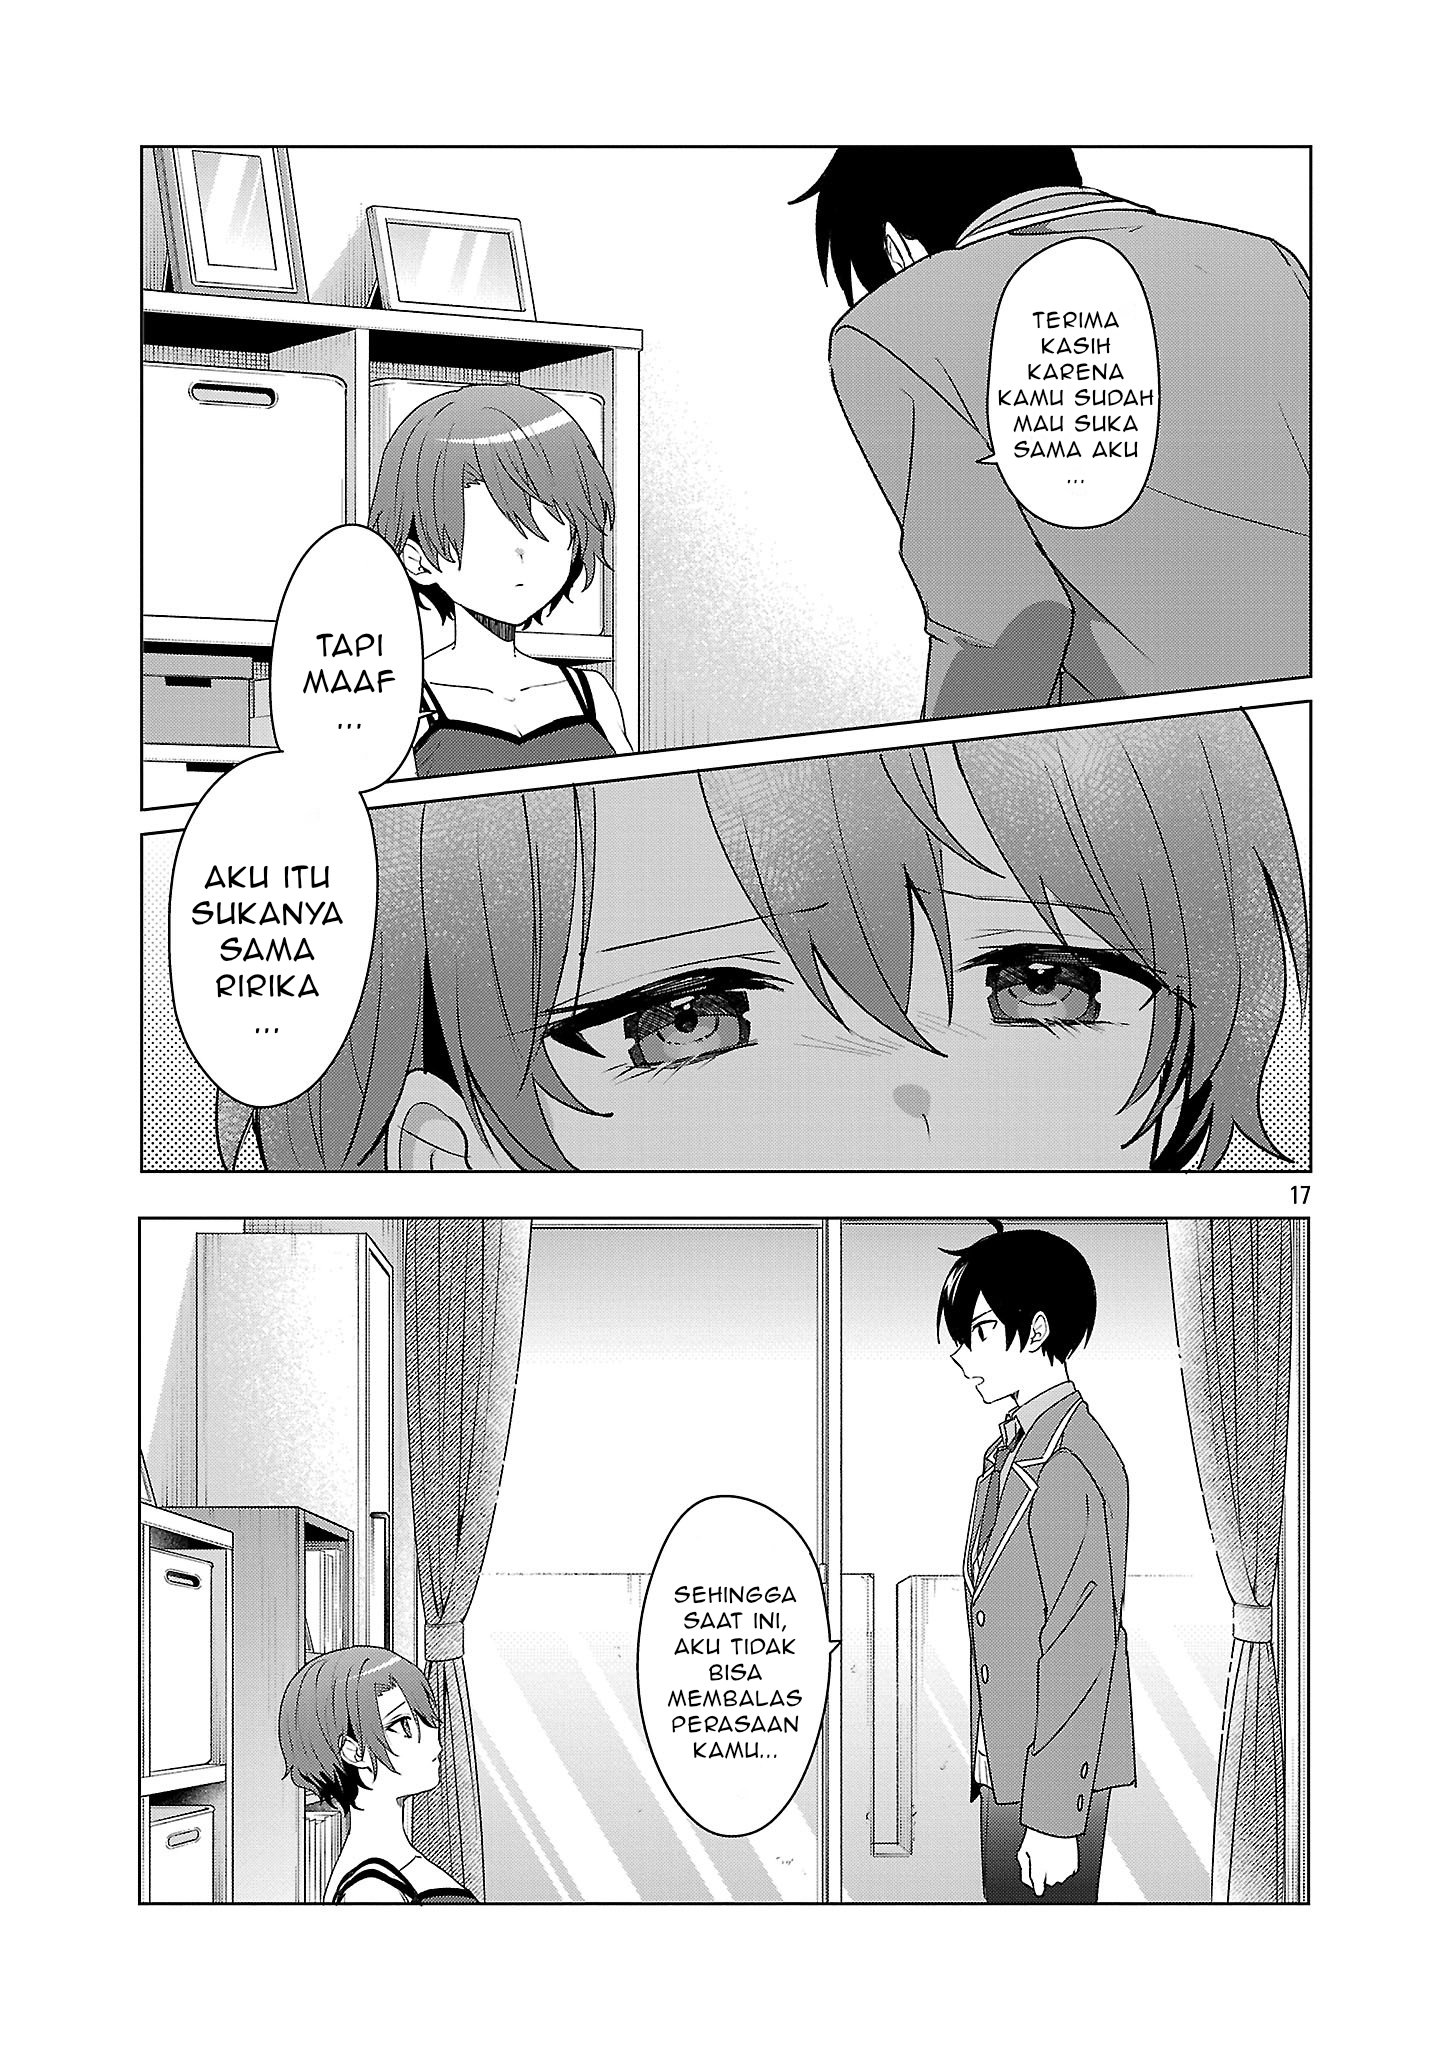 TERIMA
KASIH
KARENA
KAMU SUDAH
MAU SUKA
SAMA AKU
...
TAPI
MAAF
...
AKU ITU
SUKANYA
SAMA
RIRIKA
...
17
SEHINGGA
SAAT INI,
AKU TIDAK
BISA
MEMBALAS
PERASAAN
KAMU...